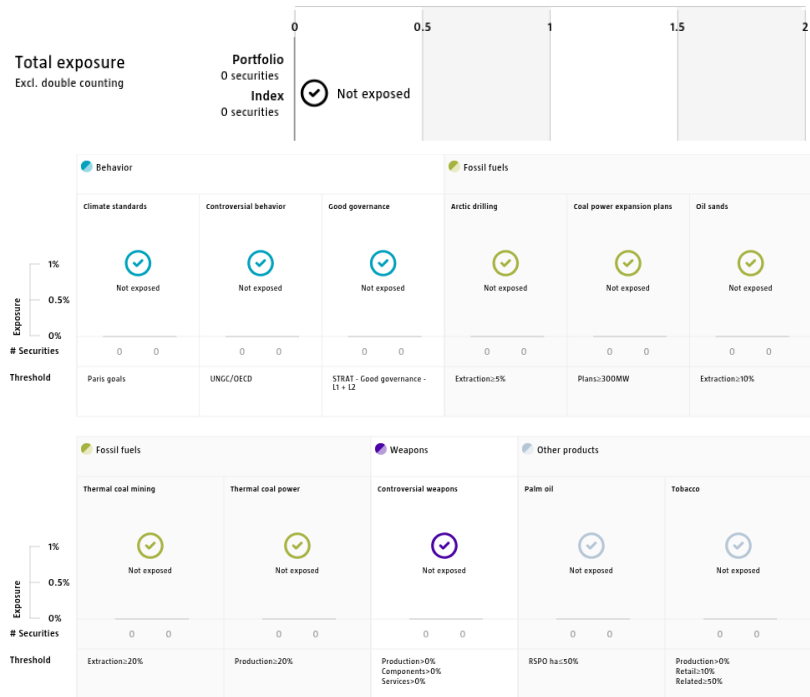 0 0.5 1 1.5 2
Total exposure
Excl. double counting
Portfolio
0 securities
Index
0 securities
Not exposed
Behavior
Fossil fuels
Climate standards
Controversial behavior
Good governance
Arctic drilling
Coal power expansion plans
Oil sands
Exposure
1%
0.5%
0%
Not exposed
Not exposed
Not exposed
Not exposed
Not exposed
Not exposed
# Securities
0 0
0 0
0 0
0 0
0 0
0 0
Threshold
Paris goals
UNGC/OECD
STRAT - Good governance -
L1 + L2
Extraction≥5%
Plans≥300MW
Extraction≥10%
Fossil fuels
Weapons
Other products
Thermal coal mining
Thermal coal power
Controversial weapons
Palm oil
Tobacco
Exposure
1%
0.5%
0%
Not exposed
Not exposed
Not exposed
Not exposed
Not exposed
# Securities
0 0
0 0
0 0
0 0
0 0
Threshold
Extraction≥20%
Production≥20%
Production>0%
Components>0%
Services>0%
RSPO ha≤50%
Production>0%
Retail≥10%
Related≥50%